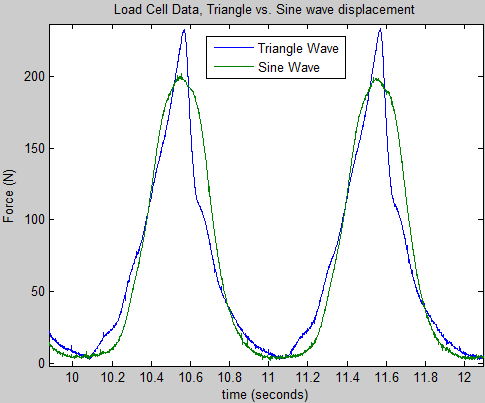 Load Cell Data, Triangle vs. Sine wave displacement
Triangle Wave
Sine Wave
200
150
100
50
0
Force (N)
10 10.2 10.4 10.6 10.8 11 11.2 11.4 11.6 11.8 12
time (seconds)